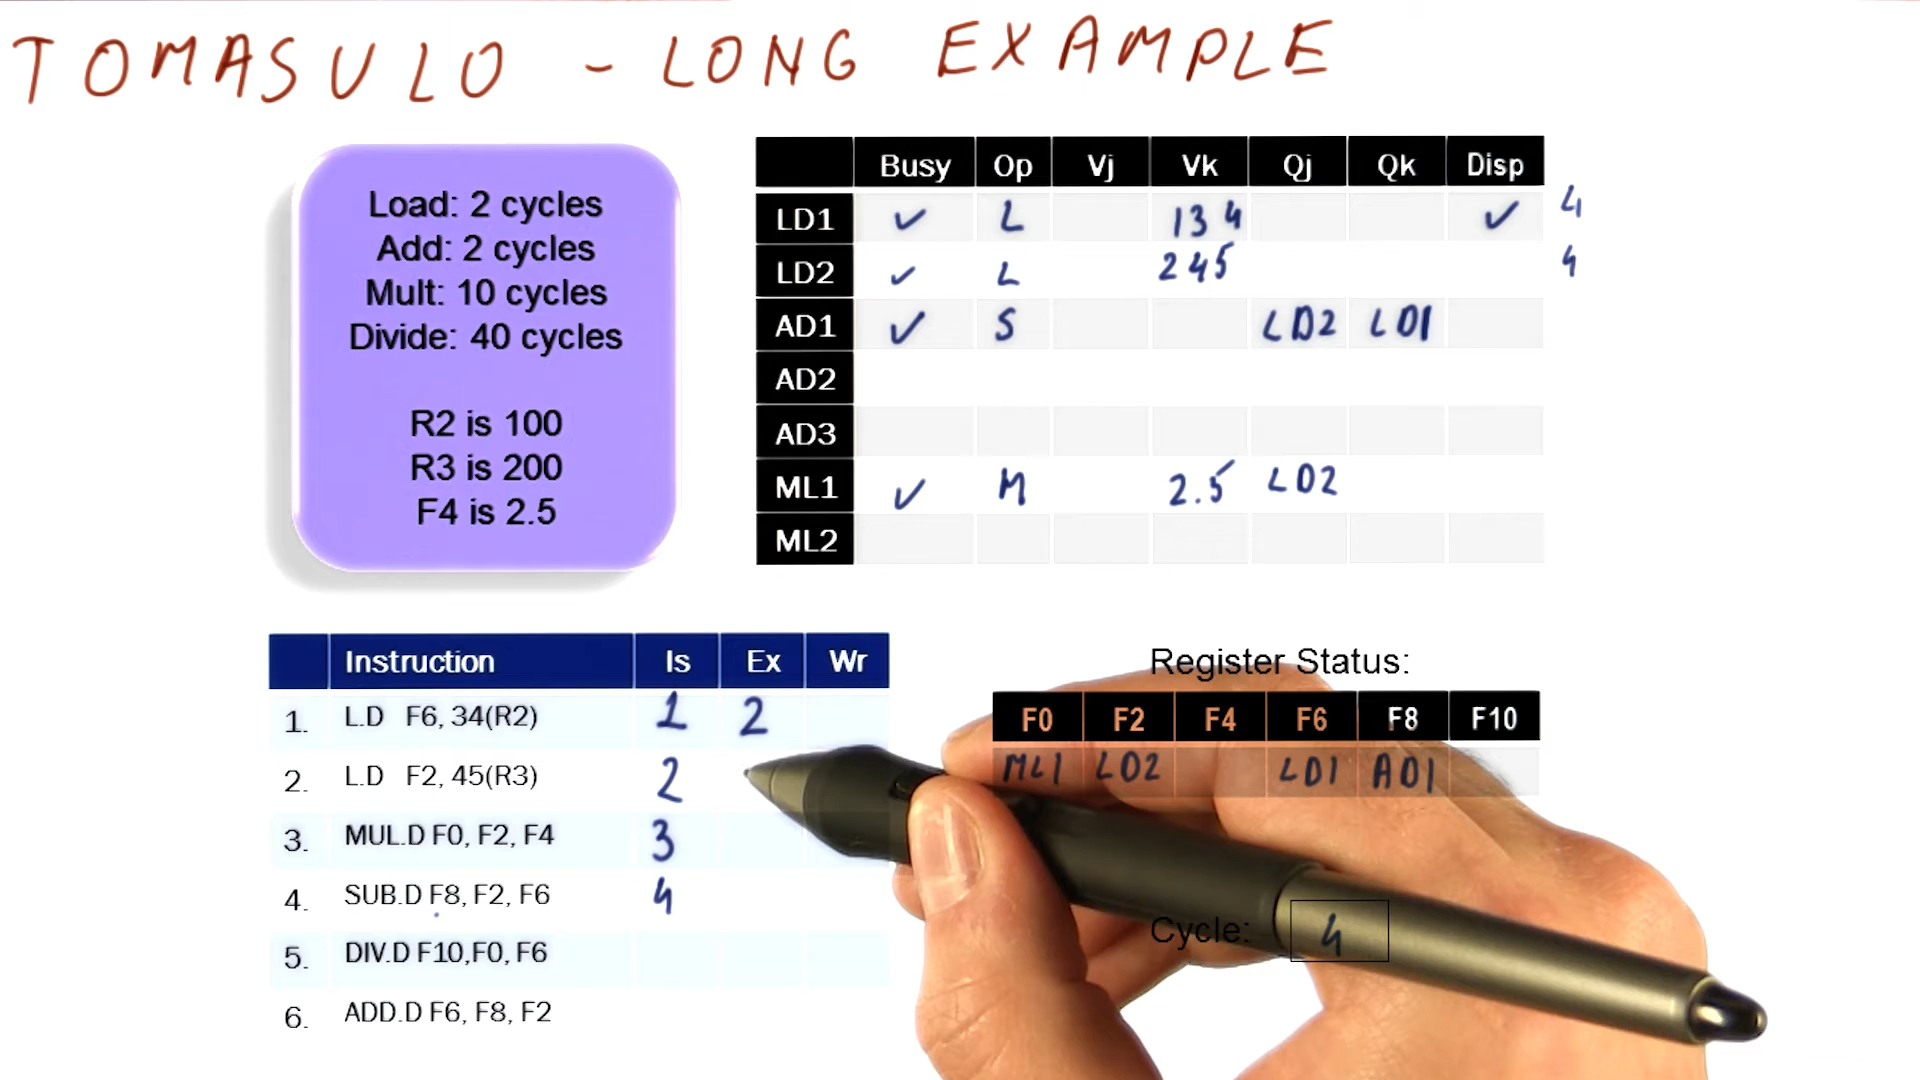 TOMASULO - LONG EXAMPLE
Load: 2 cycles
Add: 2 cycles
Mult: 10 cycles
Divide: 40 cycles
R2 is 100
R3 is 200
F4 is 2.5
Busy Op Vj Vk Qj Qk Disp
LD1 ✓ L 134 ✓ 4
LD2 ✓ L 245 4
AD1 ✓ S LD2 LD1
AD2
AD3
ML1 ✓ M 2.5 LD2
ML2
Instruction Is Ex Wr
1. L.D F6, 34(R2) 1 2
2. L.D F2, 45(R3) 2
3. MUL.D F0, F2, F4 3
4. SUB.D F8, F2, F6 4
5. DIV.D F10,F0, F6
6. ADD.D F6, F8, F2
Register Status:
F0 F2 F4 F6 F8 F10
ML1 LD2 LD1 AD1
Cycle: 4